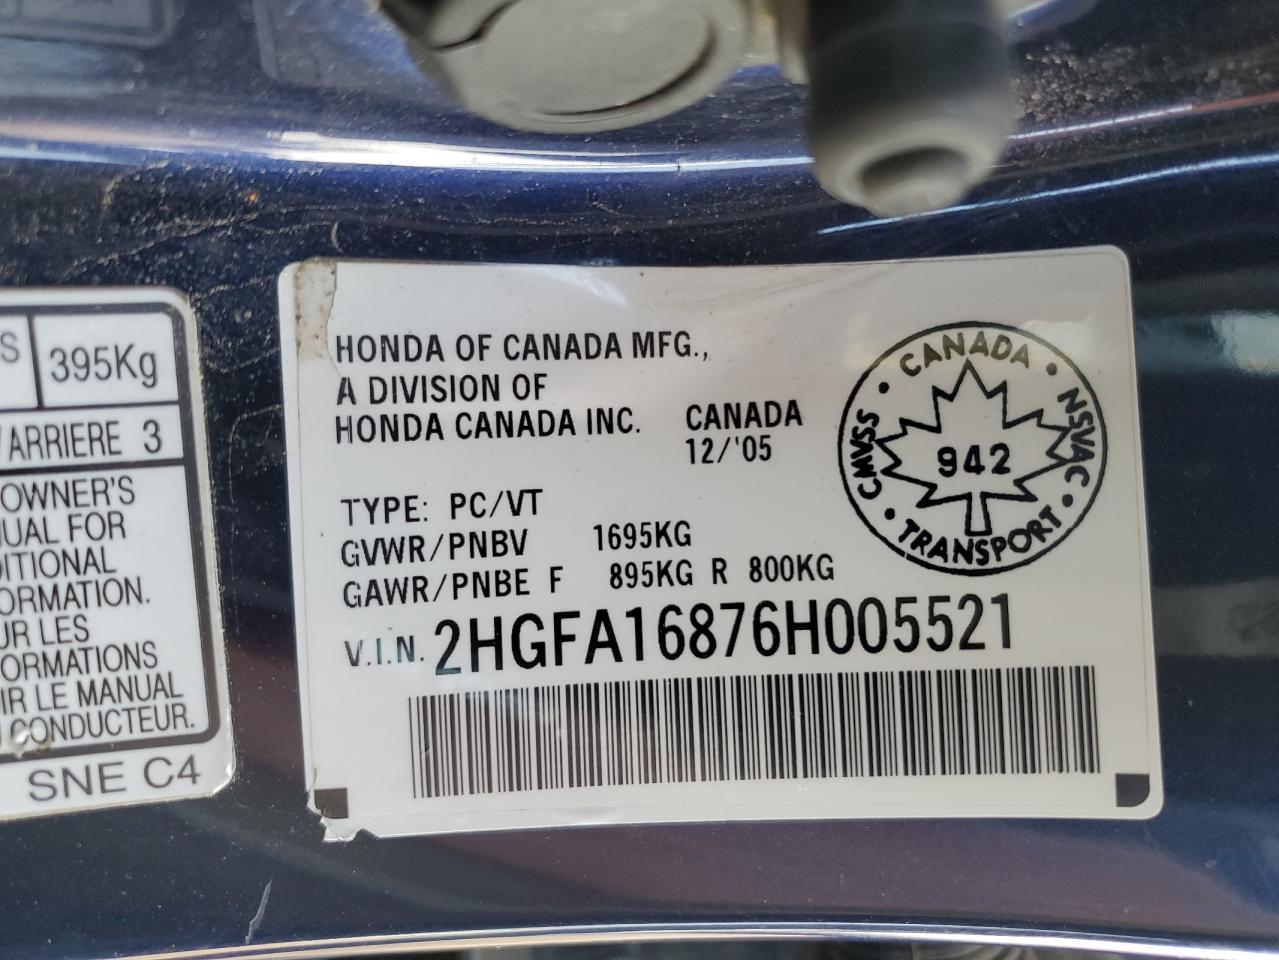 S 395Kg
ARRIERE 3
OWNER'S
UAL FOR
DITIONAL
ORMATION.
UR LES
FORMATIONS
IR LE MANUAL
CONDUCTEUR.
SNE C4
HONDA OF CANADA MFG.,
A DIVISION OF
HONDA CANADA INC. CANADA
12/'05
TYPE: PC/VT
GVWR/PNBV 1695KG
GAWR/PNBE F 895KG R 800KG
V.I.N. 2HGFA16876H005521
CANADA
CMVSS 942 NSVAC
TRANSPORT